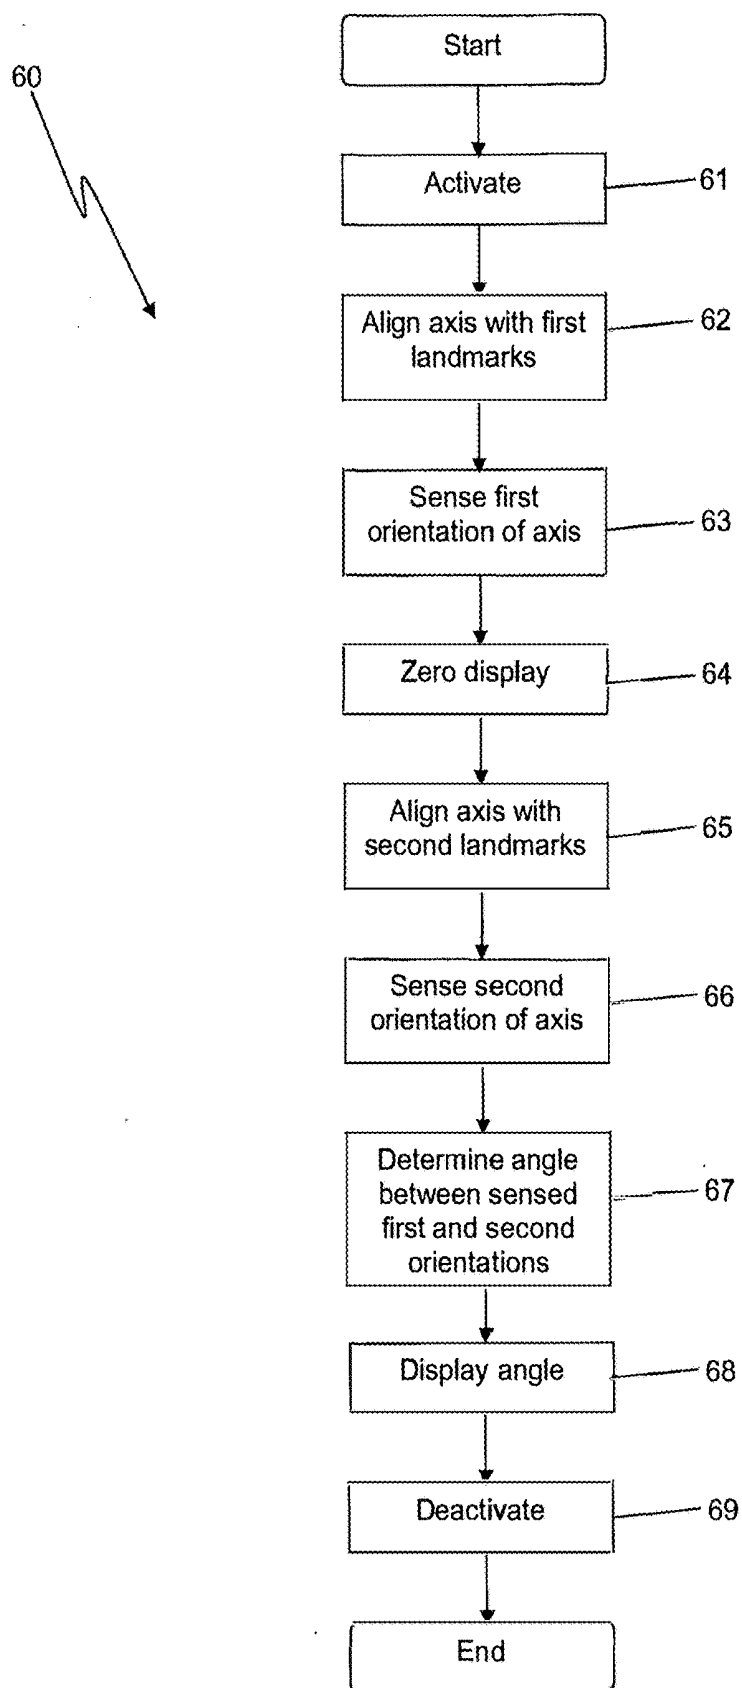 Start
60
Activate
61
Align axis with first
landmarks
62
Sense first
orientation of axis
63
Zero display
64
Align axis with
second landmarks
65
Sense second
orientation of axis
66
Determine angle
between sensed
first and second
orientations
67
Display angle
68
Deactivate
69
End